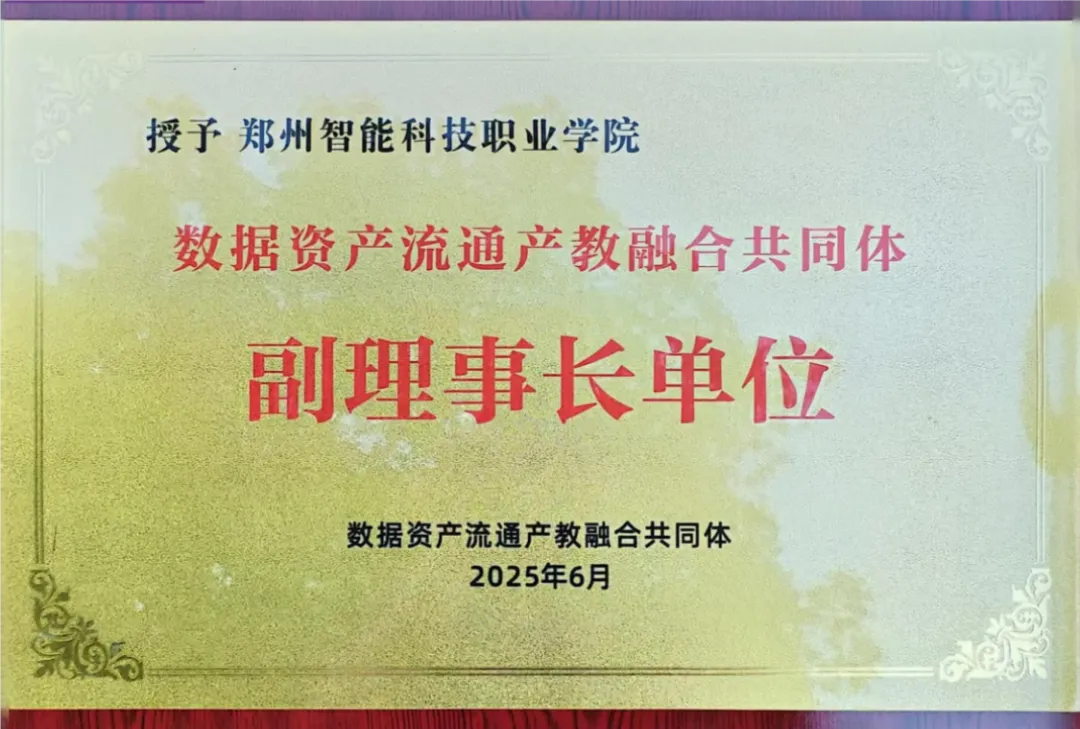 授予 郑州智能科技职业学院
数据资产流通产教融合共同体
副理事长单位
数据资产流通产教融合共同体
2025年6月